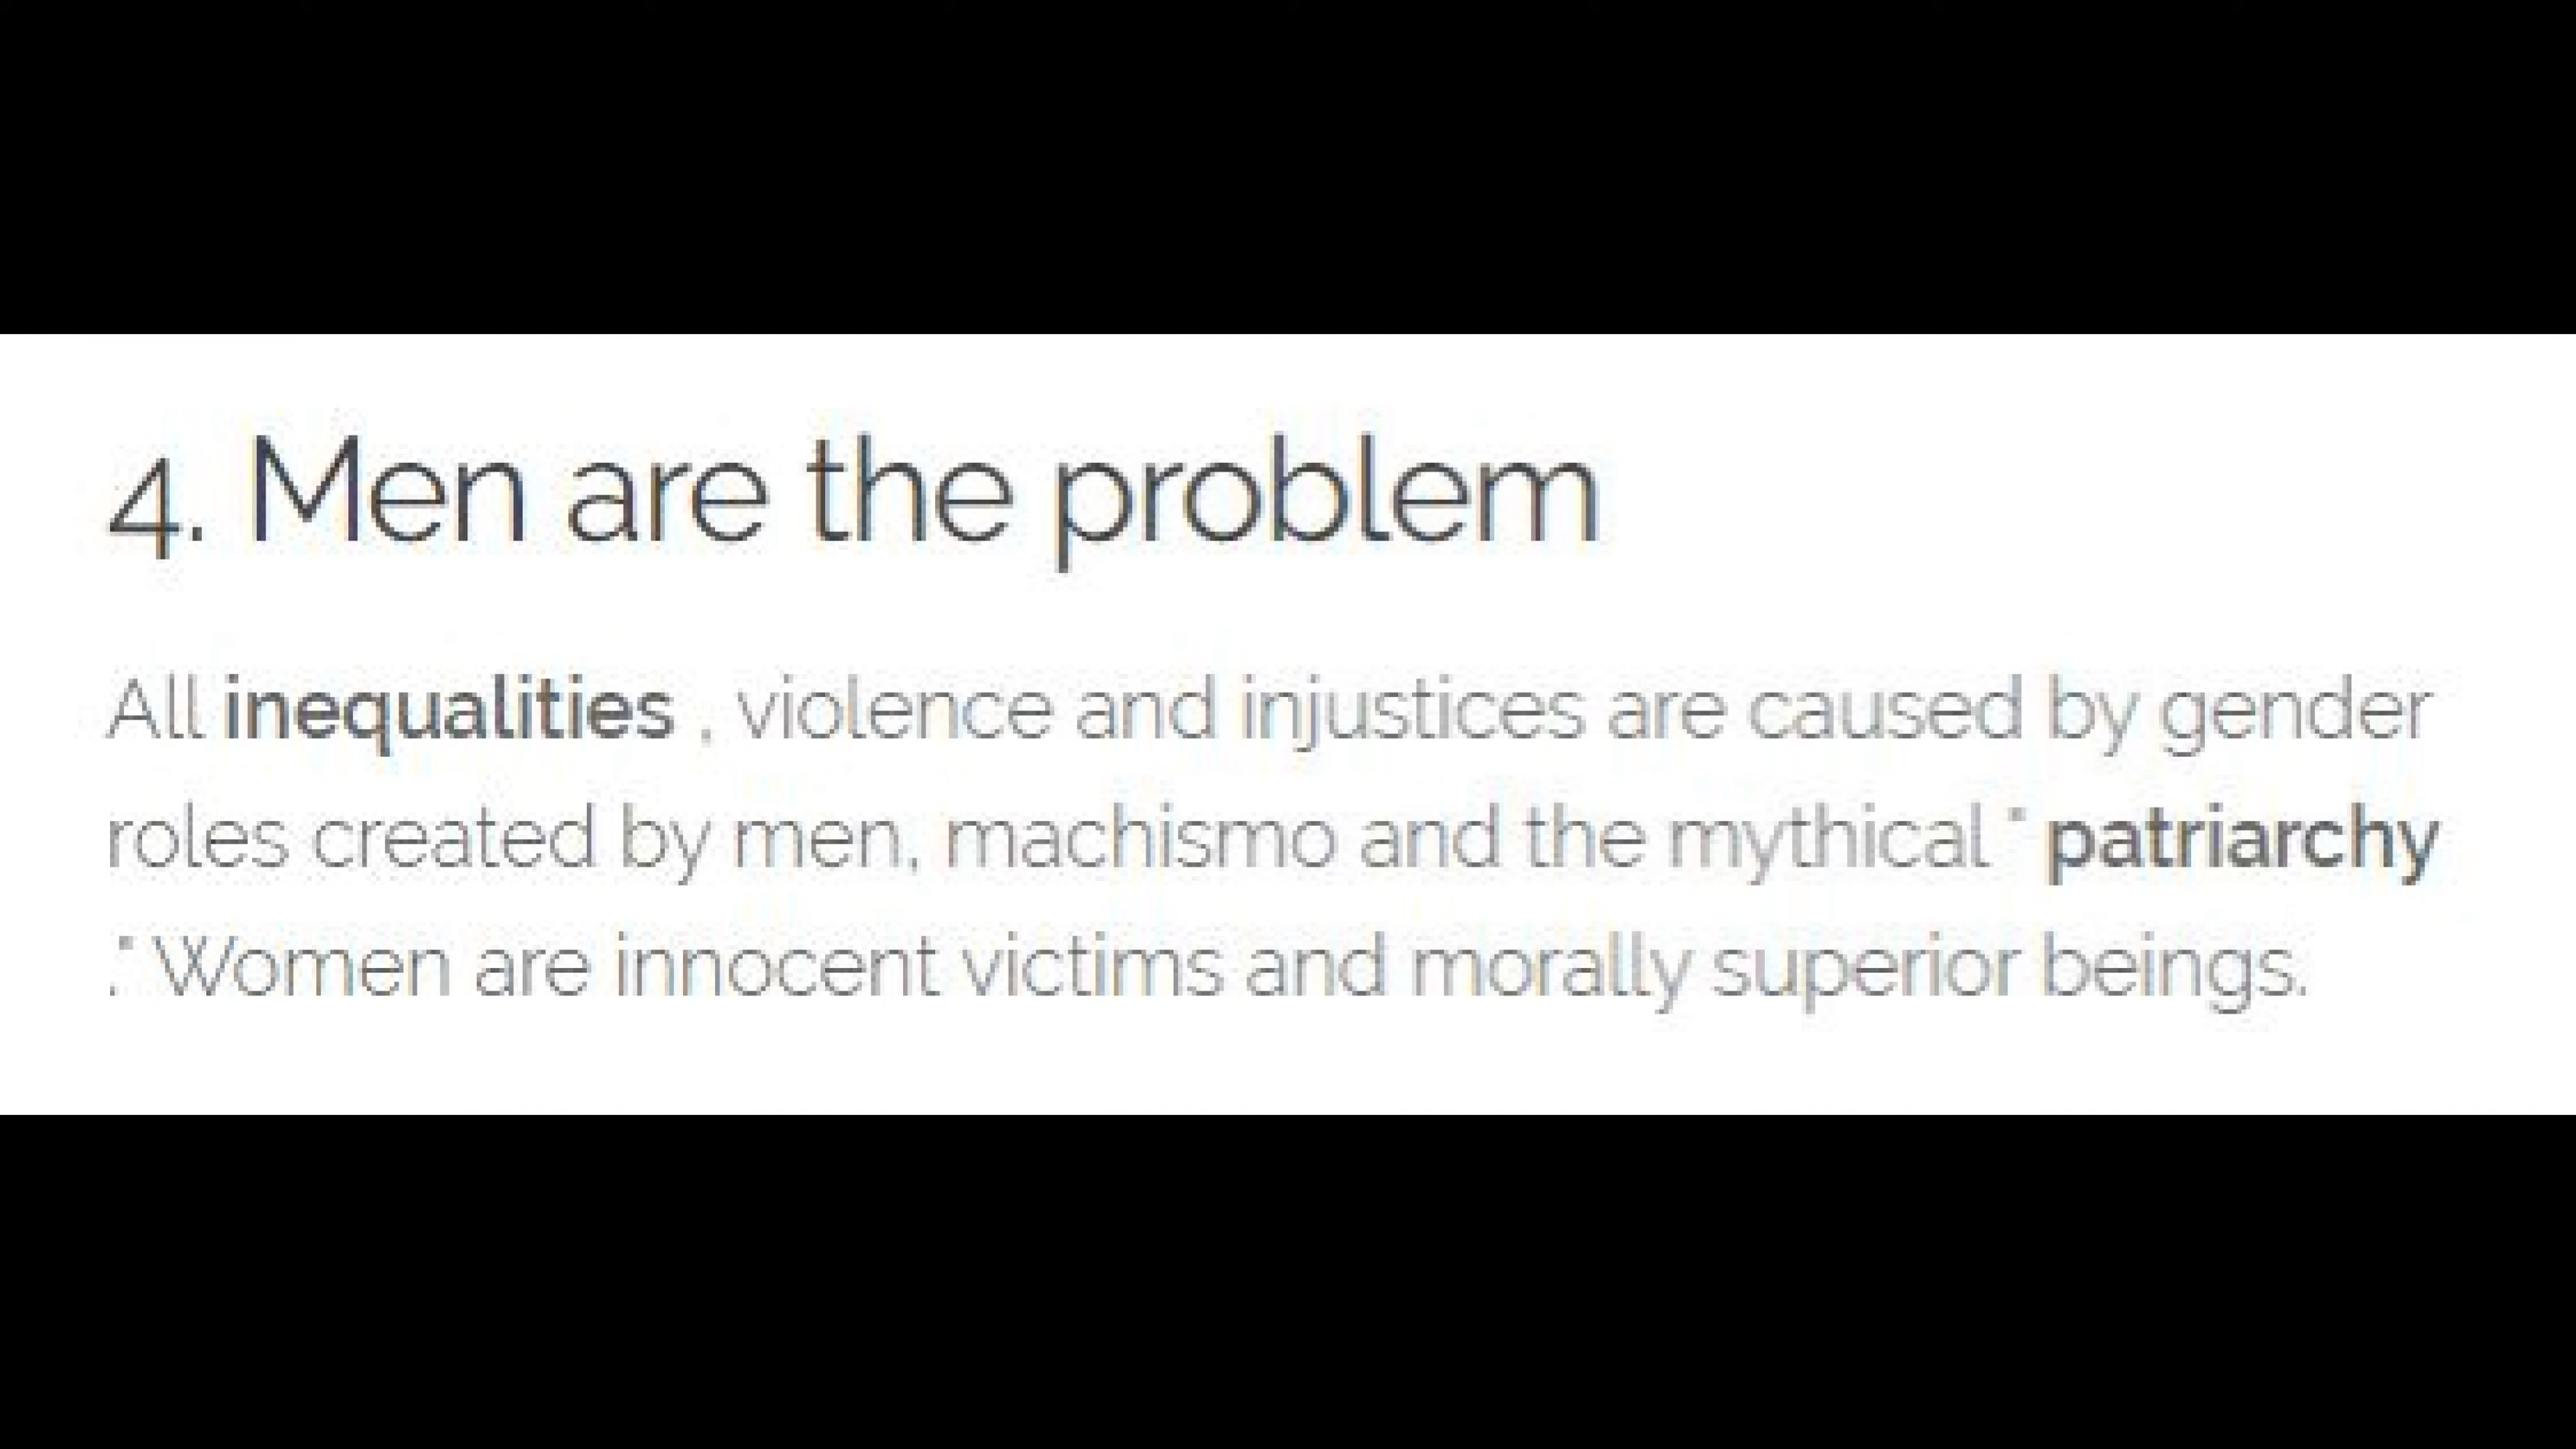 4. Men are the problem
All inequalities , violence and injustices are caused by gender
roles created by men, machismo and the mythical " patriarchy
." Women are innocent victims and morally superior beings.